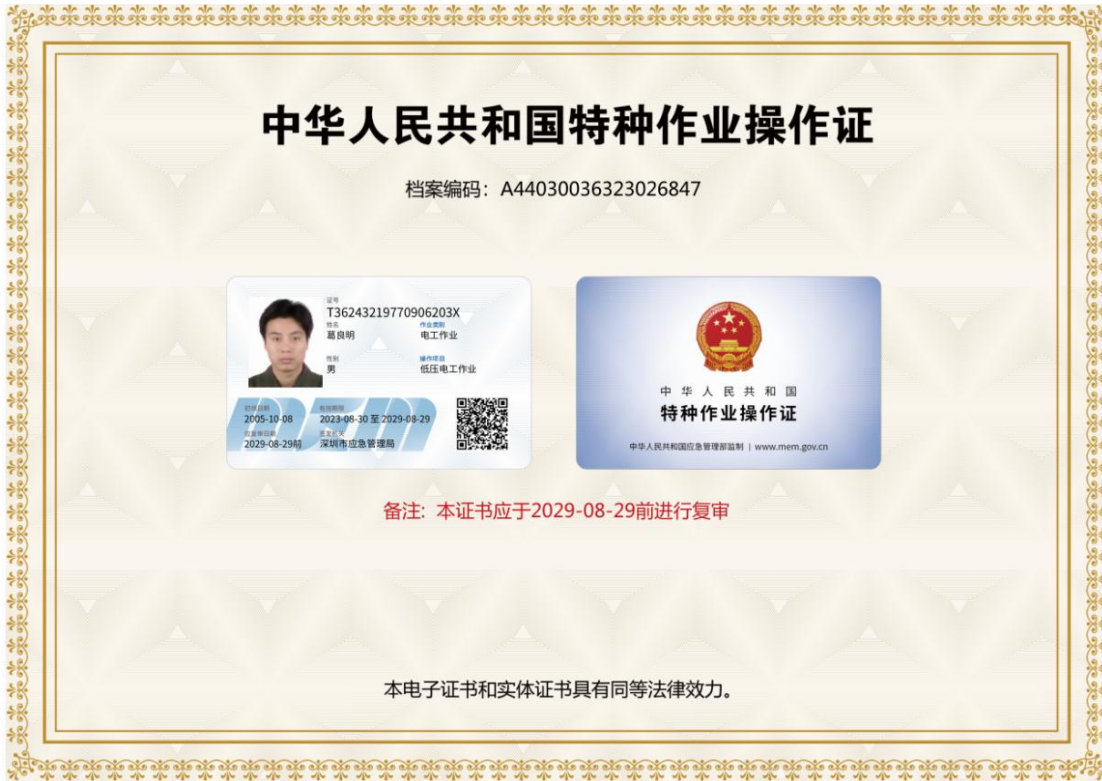 中华人民共和国特种作业操作证
档案编码：A44030036323026847
证号
T36243219770906203X
姓名
作业类别
葛良明
电工作业
性别
操作项目
男
低压电工作业
初领日期
有效期限
2005-10-08
2023-08-30 至 2029-08-29
应复审日期
签发机关
2029-08-29前
深圳市应急管理局
中华人民共和国
特种作业操作证
中华人民共和国应急管理部监制 | www.mem.gov.cn
备注: 本证书应于2029-08-29前进行复审
本电子证书和实体证书具有同等法律效力。